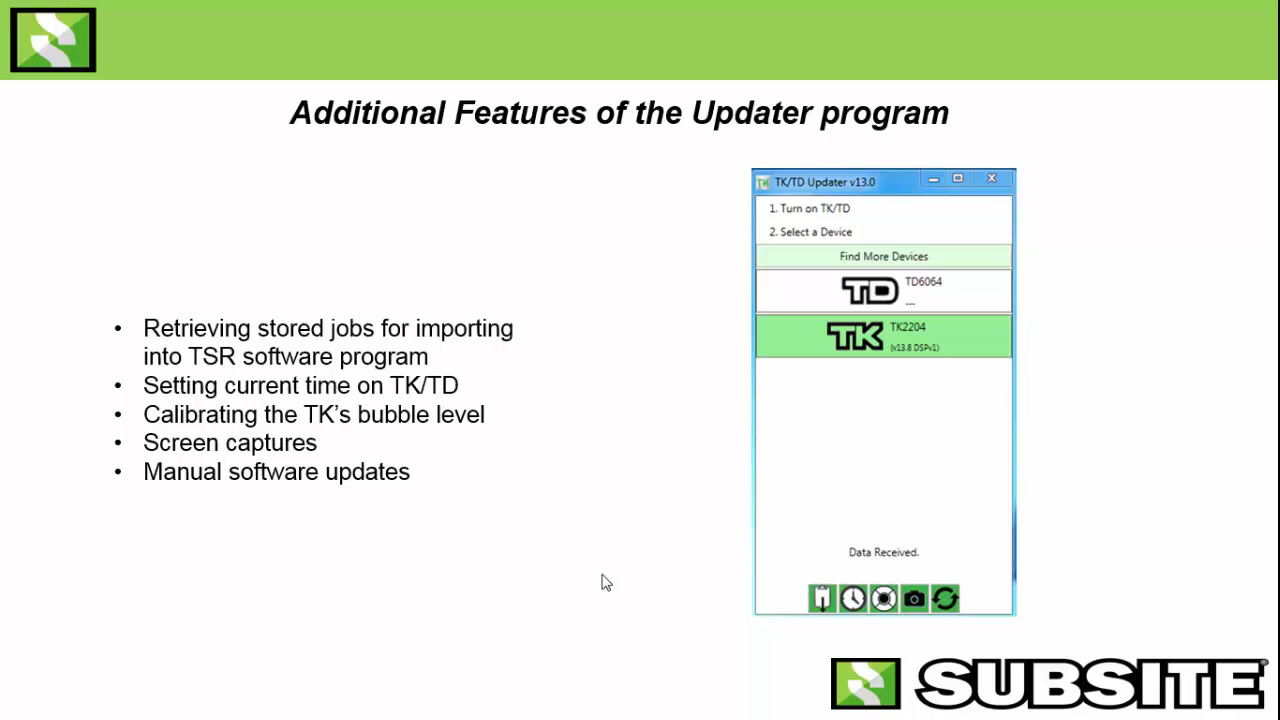 Additional Features of the Updater program
• Retrieving stored jobs for importing
into TSR software program
• Setting current time on TK/TD
• Calibrating the TK's bubble level
• Screen captures
• Manual software updates
TK TK/TD Updater v13.0
1. Turn on TK/TD
2. Select a Device
Find More Devices
TD TD6064
---
TK TK2204
(v13.8 DSPv1)
Data Received.
SUBSITE®